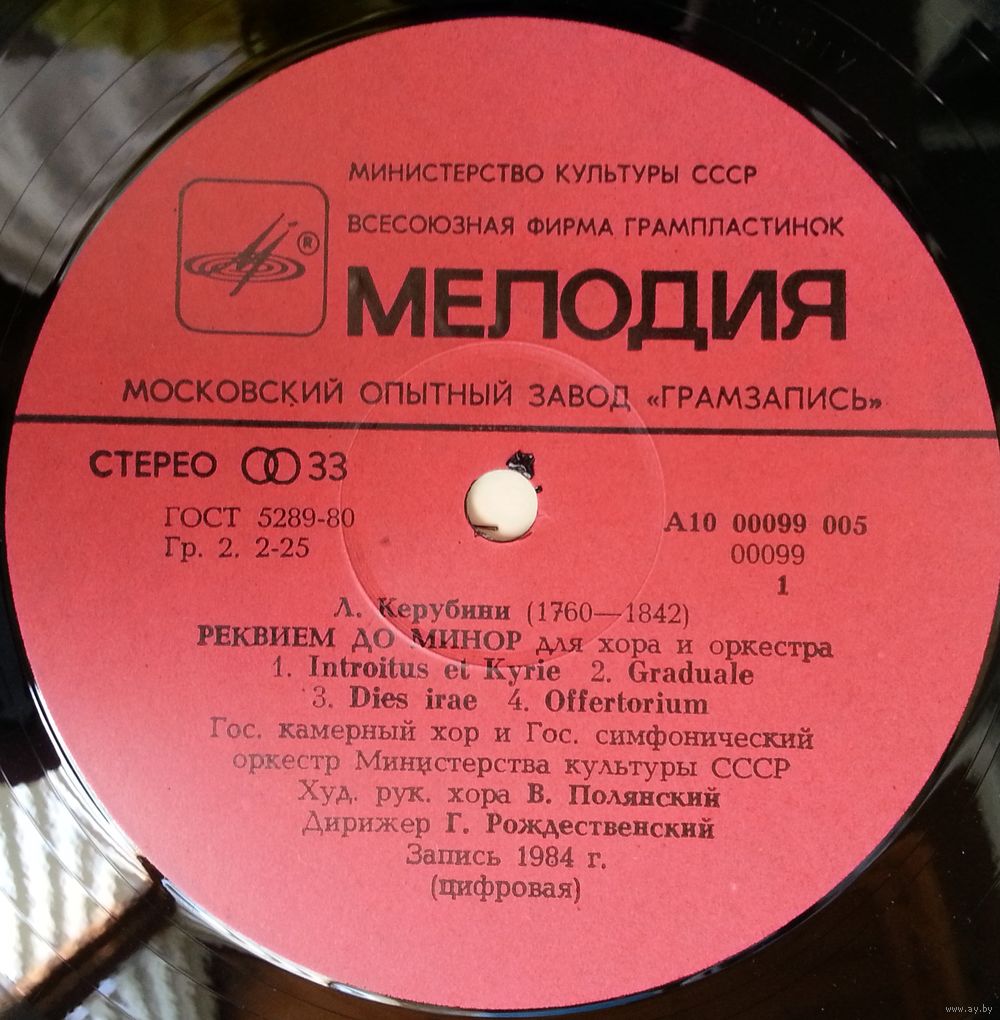 МИНИСТЕРСТВО КУЛЬТУРЫ СССР
ВСЕСОЮЗНАЯ ФИРМА ГРАМПЛАСТИНОК
®
МЕЛОДИЯ
МОСКОВСКИЙ ОПЫТНЫЙ ЗАВОД «ГРАМЗАПИСЬ»
СТЕРЕО 33
ГОСТ 5289-80
Гр. 2. 2-25
А10 00099 005
00099
1
Л. Керубини (1760—1842)
РЕКВИЕМ ДО МИНОР для хора и оркестра
1. Introitus et Kyrie 2. Graduale
3. Dies irae 4. Offertorium
Гос. камерный хор и Гос. симфонический
оркестр Министерства культуры СССР
Худ. рук. хора В. Полянский
Дирижер Г. Рождественский
Запись 1984 г.
(цифровая)
www.ay.by